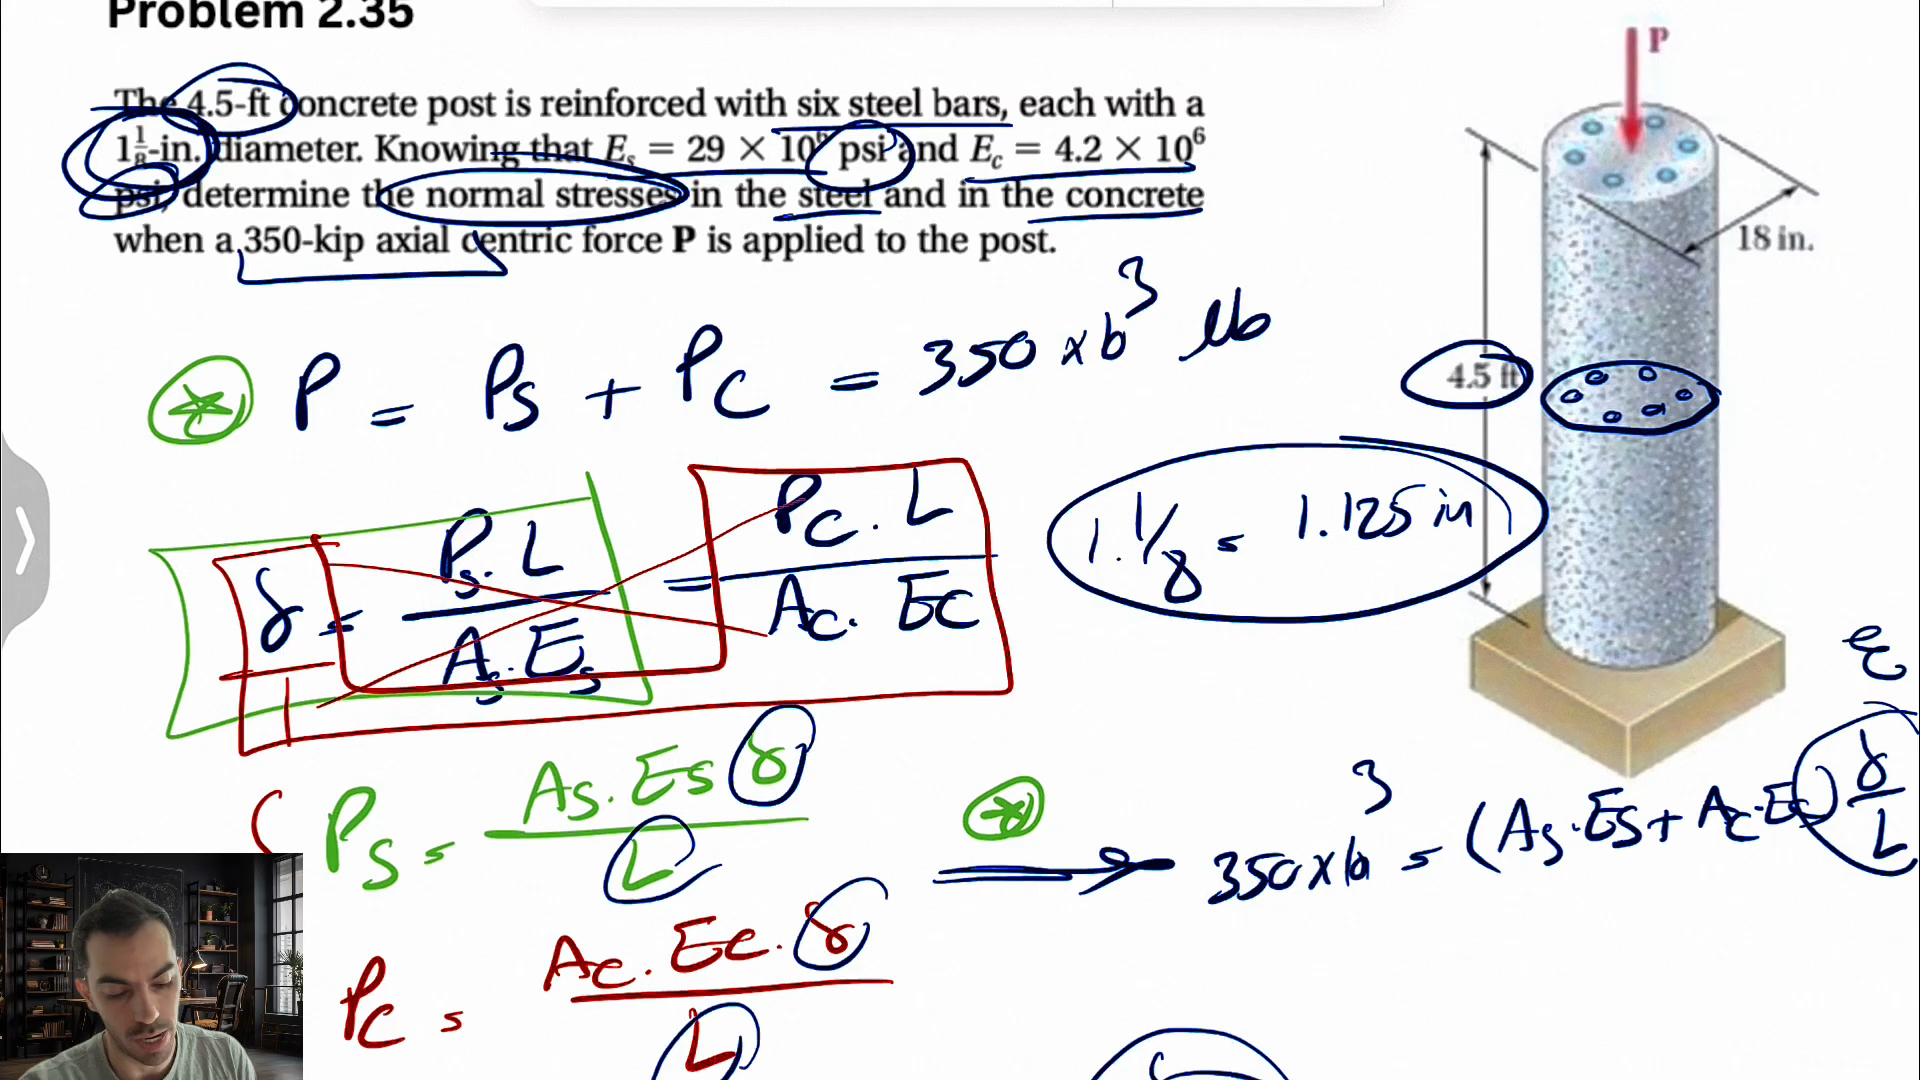 Problem 2.35
The 4.5-ft concrete post is reinforced with six steel bars, each with a
1 1/8-in. diameter. Knowing that Es = 29 × 10⁶ psi and Ec = 4.2 × 10⁶
psi, determine the normal stresses in the steel and in the concrete
when a 350-kip axial centric force P is applied to the post.
P
18 in.
4.5 ft
P = Ps + Pc = 350 x 10³ lb
δ = Ps. L / As. Es = Pc. L / Ac. Ec
1.1/8 = 1.125 in
Ps = As. Es δ / L
350 x 10³ = (As. Es + Ac. Ec) δ / L
Pc = Ac. Ec. δ / L